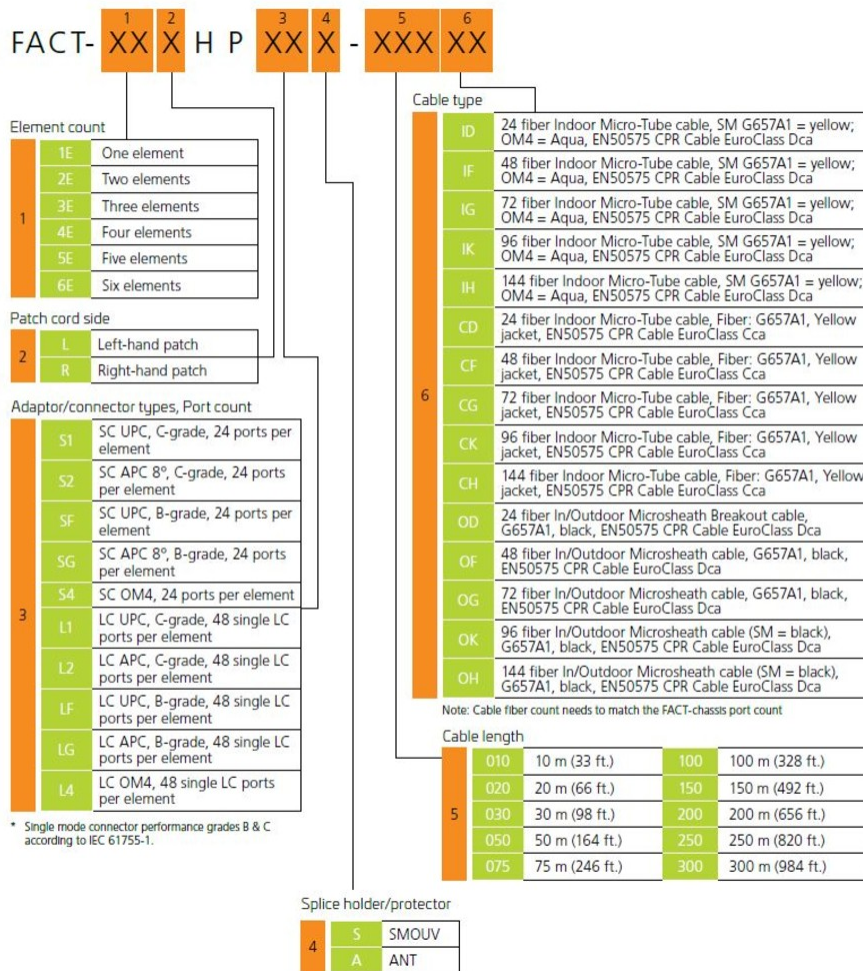 1 2 3 4 5 6
FACT- XX X H P XX X - XXX XX
Element count
1
1E One element
2E Two elements
3E Three elements
4E Four elements
5E Five elements
6E Six elements
Patch cord side
2
L Left-hand patch
R Right-hand patch
Adaptor/connector types, Port count
3
S1 SC UPC, C-grade, 24 ports per
element
S2 SC APC 8º, C-grade, 24 ports
per element
SF SC UPC, B-grade, 24 ports per
element
SG SC APC 8º, B-grade, 24 ports
per element
S4 SC OM4, 24 ports per element
L1 LC UPC, C-grade, 48 single LC
ports per element
L2 LC APC, C-grade, 48 single LC
ports per element
LF LC UPC, B-grade, 48 single LC
ports per element
LG LC APC, B-grade, 48 single LC
ports per element
L4 LC OM4, 48 single LC ports
per element
* Single mode connector performance grades B & C
according to IEC 61755-1.
Cable type
6
ID 24 fiber Indoor Micro-Tube cable, SM G657A1 = yellow;
OM4 = Aqua, EN50575 CPR Cable EuroClass Dca
IF 48 fiber Indoor Micro-Tube cable, SM G657A1 = yellow;
OM4 = Aqua, EN50575 CPR Cable EuroClass Dca
IG 72 fiber Indoor Micro-Tube cable, SM G657A1 = yellow;
OM4 = Aqua, EN50575 CPR Cable EuroClass Dca
IK 96 fiber Indoor Micro-Tube cable, SM G657A1 = yellow;
OM4 = Aqua, EN50575 CPR Cable EuroClass Dca
IH 144 fiber Indoor Micro-Tube cable, SM G657A1 = yellow;
OM4 = Aqua, EN50575 CPR Cable EuroClass Dca
CD 24 fiber Indoor Micro-Tube cable, Fiber: G657A1, Yellow
jacket, EN50575 CPR Cable EuroClass Cca
CF 48 fiber Indoor Micro-Tube cable, Fiber: G657A1, Yellow
jacket, EN50575 CPR Cable EuroClass Cca
CG 72 fiber Indoor Micro-Tube cable, Fiber: G657A1, Yellow
jacket, EN50575 CPR Cable EuroClass Cca
CK 96 fiber Indoor Micro-Tube cable, Fiber: G657A1, Yellow
jacket, EN50575 CPR Cable EuroClass Cca
CH 144 fiber Indoor Micro-Tube cable, Fiber: G657A1, Yellow
jacket, EN50575 CPR Cable EuroClass Cca
OD 24 fiber In/Outdoor Microsheath Breakout cable,
G657A1, black, EN50575 CPR Cable EuroClass Dca
OF 48 fiber In/Outdoor Microsheath cable, G657A1, black,
EN50575 CPR Cable EuroClass Dca
OG 72 fiber In/Outdoor Microsheath cable, G657A1, black,
EN50575 CPR Cable EuroClass Dca
OK 96 fiber In/Outdoor Microsheath cable (SM = black),
G657A1, black, EN50575 CPR Cable EuroClass Dca
OH 144 fiber In/Outdoor Microsheath cable (SM = black),
G657A1, black, EN50575 CPR Cable EuroClass Dca
Note: Cable fiber count needs to match the FACT-chassis port count
Cable length
5
010 10 m (33 ft.) 100 100 m (328 ft.)
020 20 m (66 ft.) 150 150 m (492 ft.)
030 30 m (98 ft.) 200 200 m (656 ft.)
050 50 m (164 ft.) 250 250 m (820 ft.)
075 75 m (246 ft.) 300 300 m (984 ft.)
Splice holder/protector
4
S SMOUV
A ANT